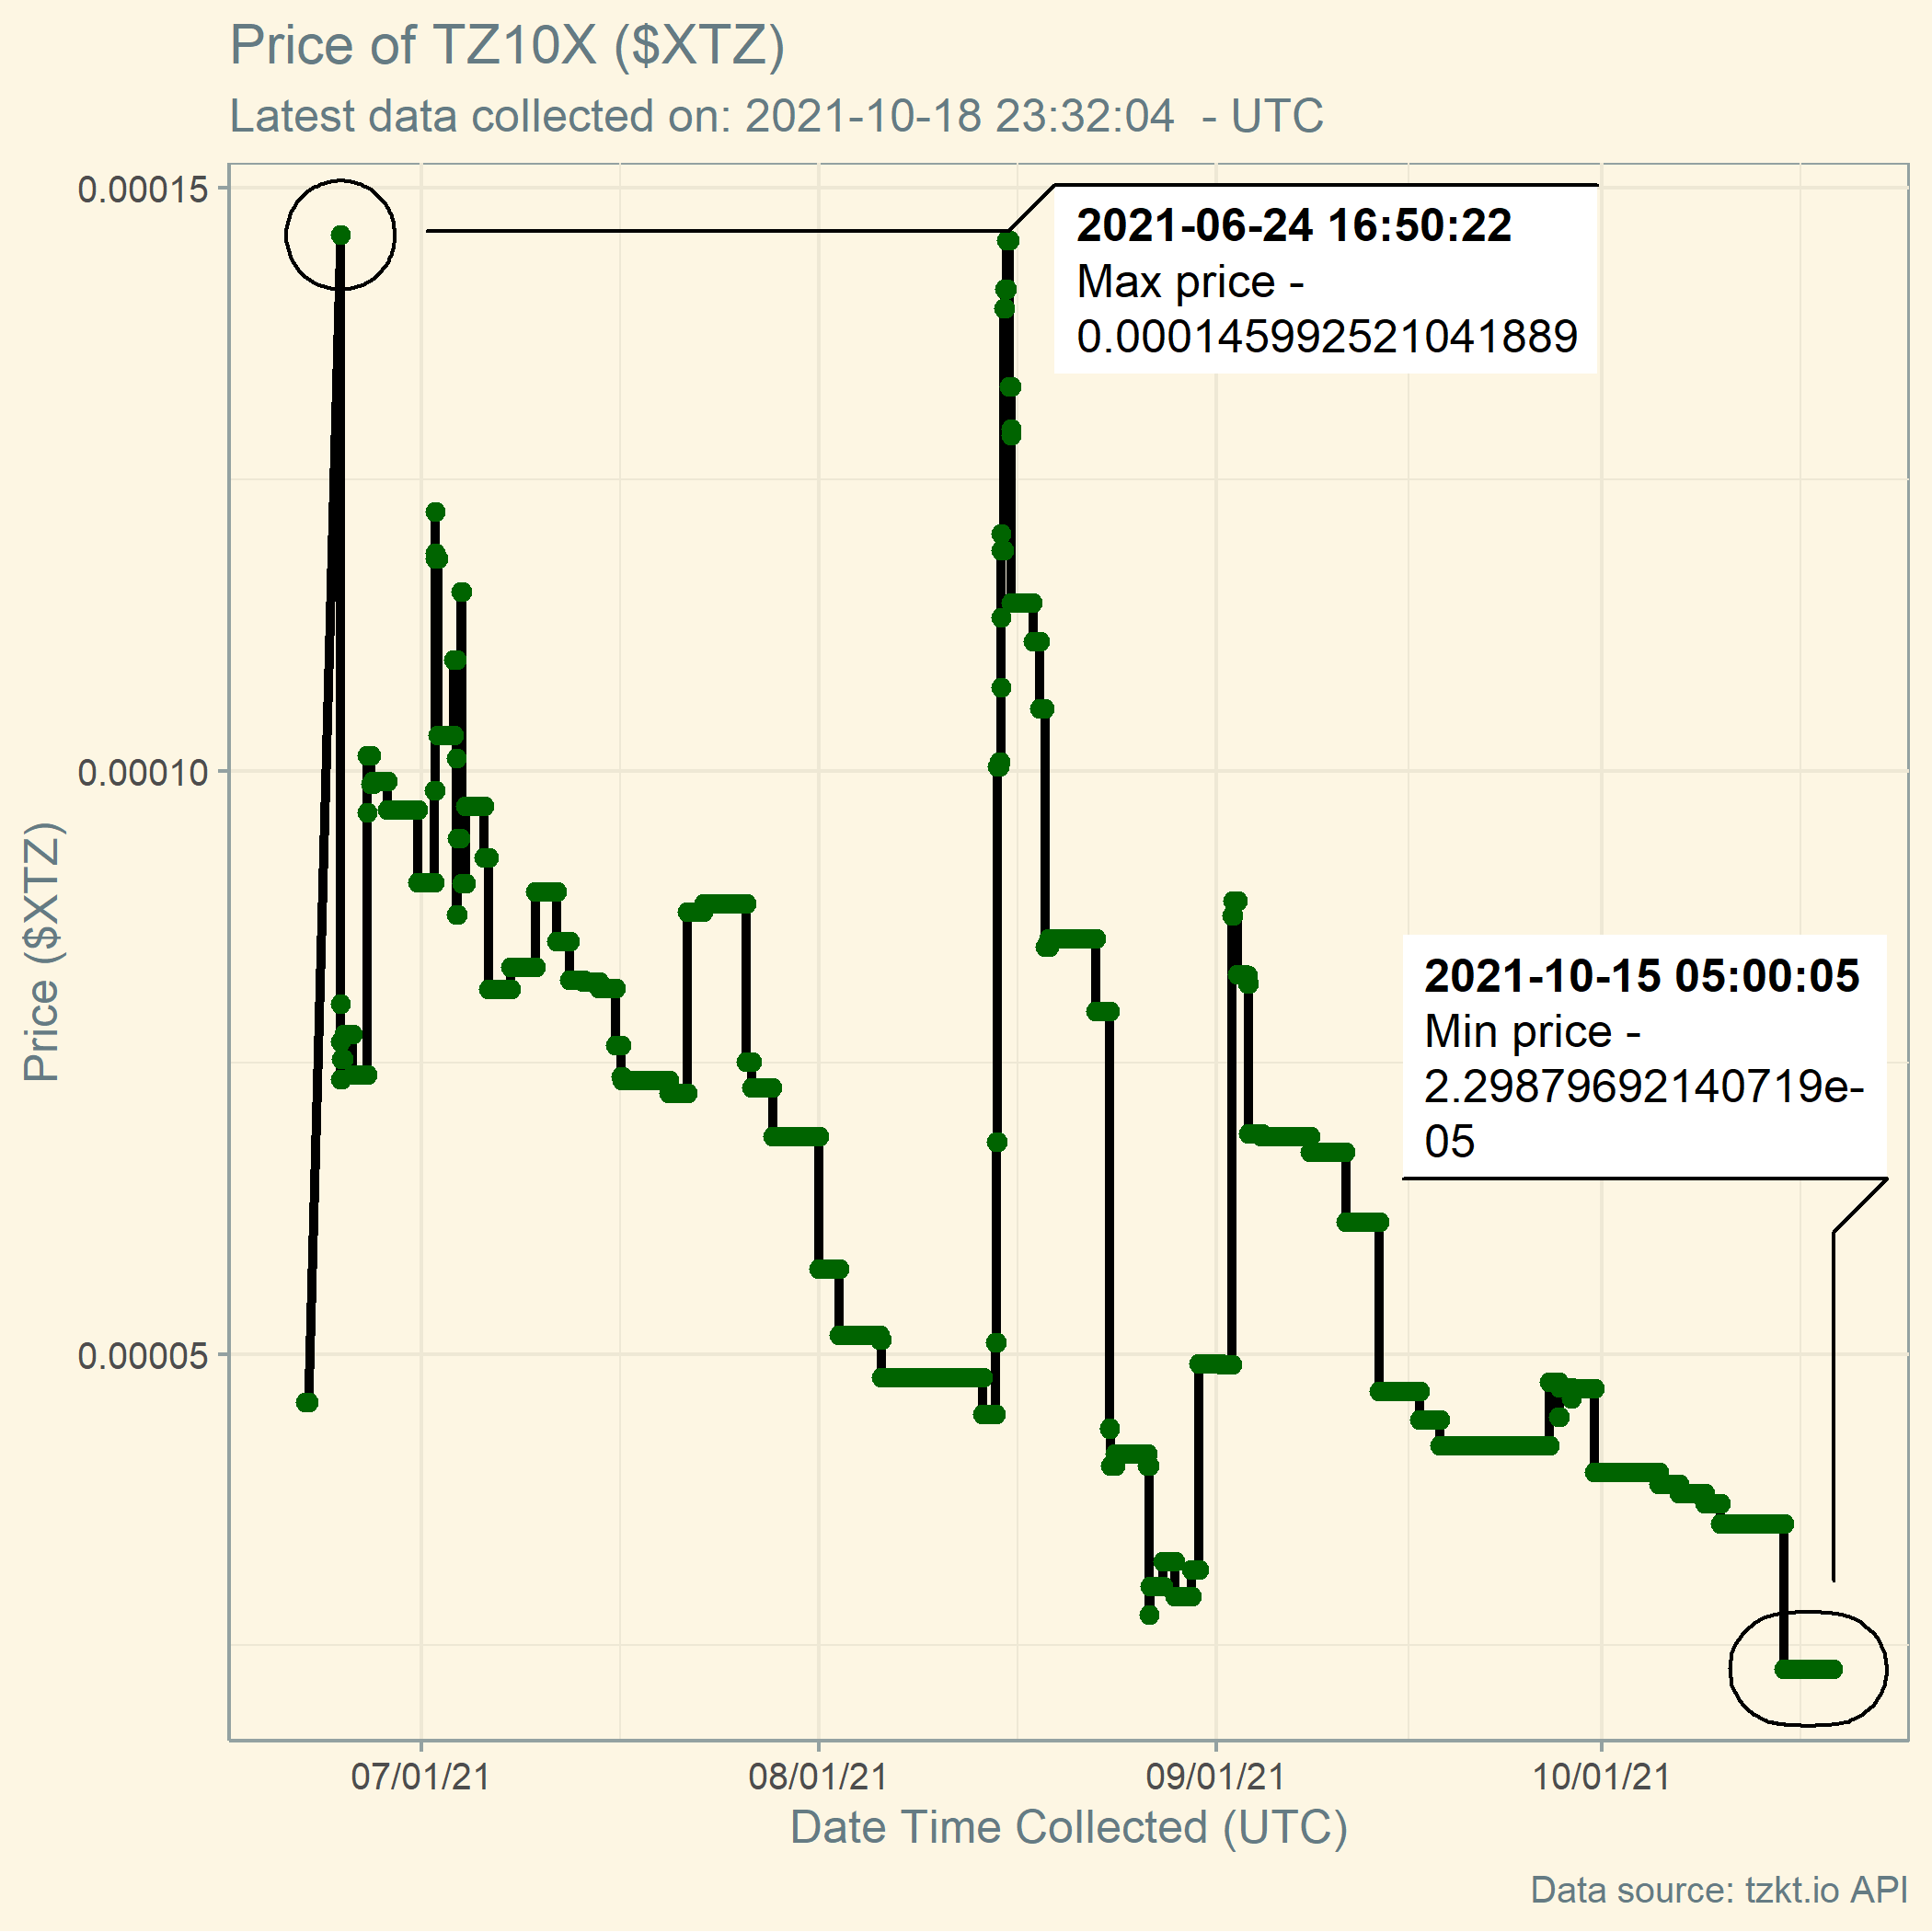 Price of TZ10X ($XTZ)
Latest data collected on: 2021-10-18 23:32:04  - UTC
0.00015
0.00010
0.00005
Price ($XTZ)
2021-06-24 16:50:22
Max price -
0.000145992521041889
2021-10-15 05:00:05
Min price -
2.29879692140719e-
05
07/01/21
08/01/21
09/01/21
10/01/21
Date Time Collected (UTC)
Data source: tzkt.io API